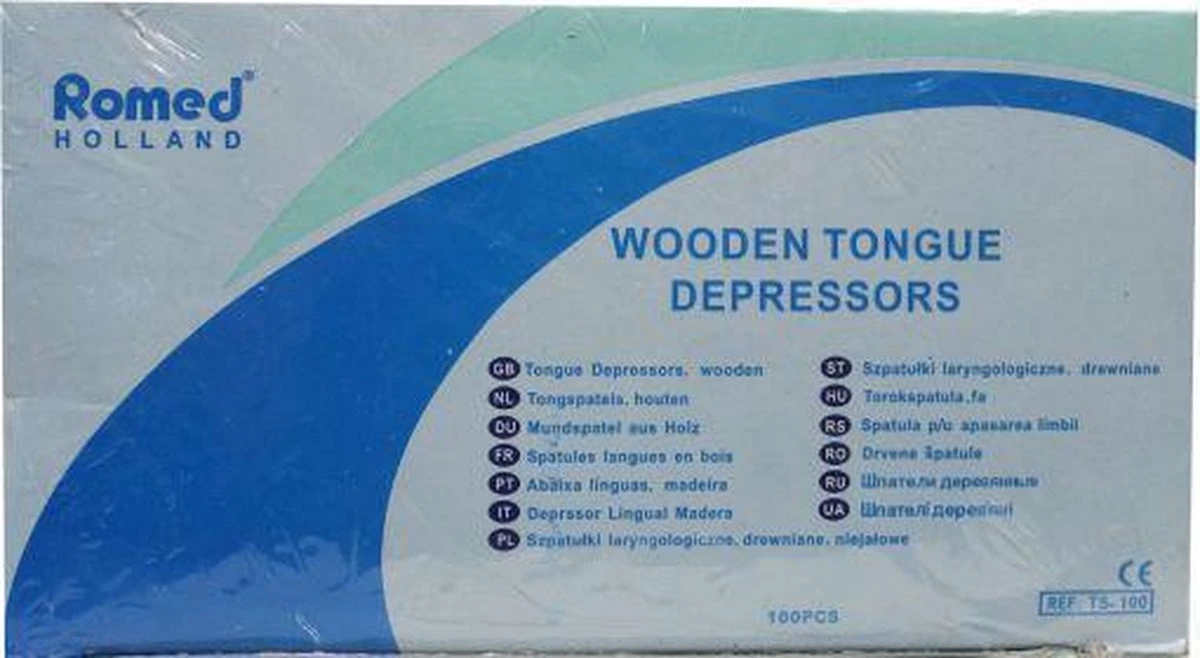 Romed®
HOLLAND
WOODEN TONGUE
DEPRESSORS
GB Tongue Depressors, wooden
NL Tongspatels, houten
DU Mundspatel aus Holz
FR Spatules langues en bois
PT Abaixa linguas, madeira
IT Deprssor Lingual Madera
PL Szpatułki laryngologiczne, drewniane, niejałowe
ST Szpatułki laryngologiczne, drewniane
HU Torokspatula,fa
RS Spatula p/u apasarea limbii
RO Drvene špatule
RU Шпатели деревянные
UA Шпателі дерев'яні
100PCS
CE
REF TS-100